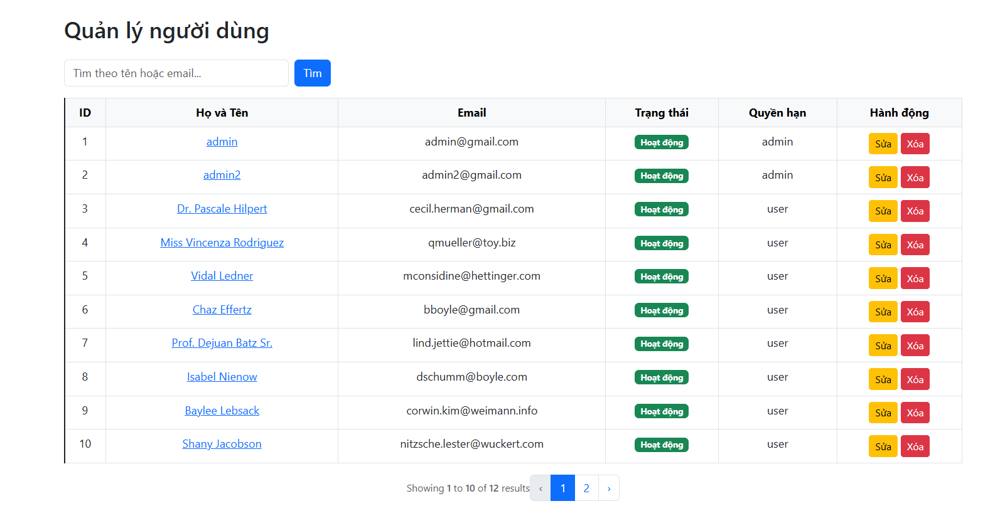 Quản lý người dùng
Tìm theo tên hoặc email... Tìm
ID Họ và Tên Email Trạng thái Quyền hạn Hành động
1 admin admin@gmail.com Hoạt động admin Sửa Xóa
2 admin2 admin2@gmail.com Hoạt động admin Sửa Xóa
3 Dr. Pascale Hilpert cecil.herman@gmail.com Hoạt động user Sửa Xóa
4 Miss Vincenza Rodriguez qmueller@toy.biz Hoạt động user Sửa Xóa
5 Vidal Ledner mconsidine@hettinger.com Hoạt động user Sửa Xóa
6 Chaz Effertz bboyle@gmail.com Hoạt động user Sửa Xóa
7 Prof. Dejuan Batz Sr. lind.jettie@hotmail.com Hoạt động user Sửa Xóa
8 Isabel Nienow dschumm@boyle.com Hoạt động user Sửa Xóa
9 Baylee Lebsack corwin.kim@weimann.info Hoạt động user Sửa Xóa
10 Shany Jacobson nitzsche.lester@wuckert.com Hoạt động user Sửa Xóa
Showing 1 to 10 of 12 results ‹ 1 2 ›